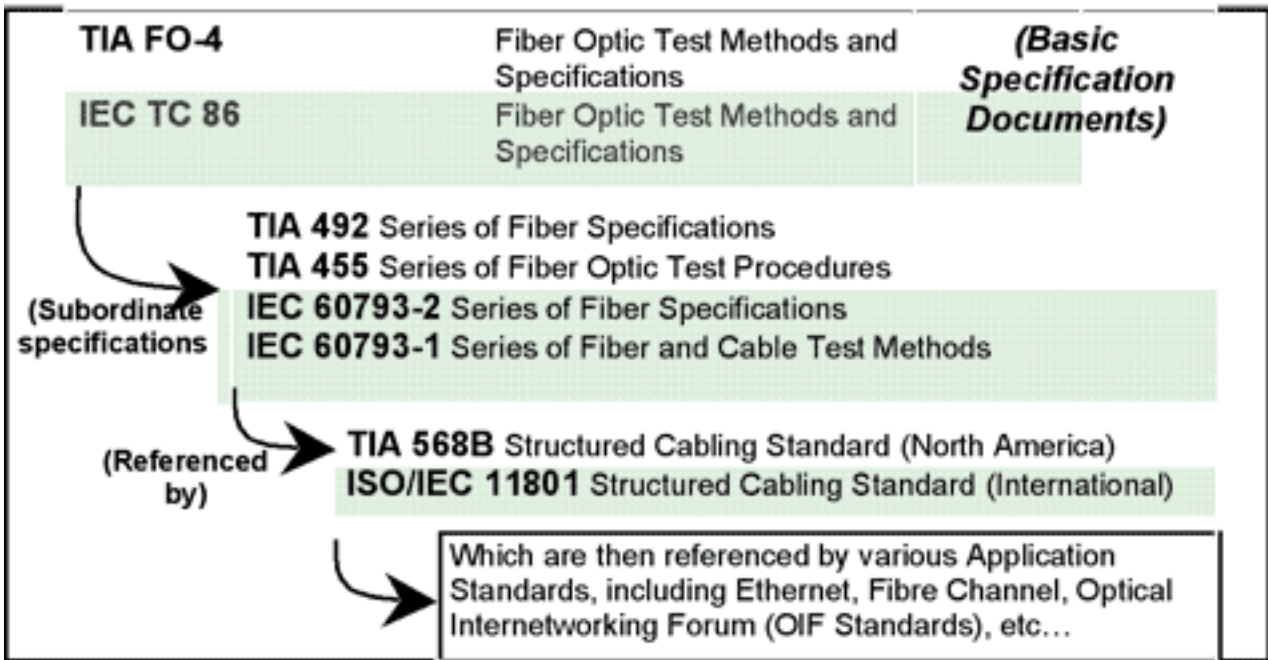 TIA FO-4 Fiber Optic Test Methods and (Basic
Specifications Specification
IEC TC 86 Fiber Optic Test Methods and Documents)
Specifications
TIA 492 Series of Fiber Specifications
TIA 455 Series of Fiber Optic Test Procedures
(Subordinate IEC 60793-2 Series of Fiber Specifications
specifications IEC 60793-1 Series of Fiber and Cable Test Methods
(Referenced TIA 568B Structured Cabling Standard (North America)
by) ISO/IEC 11801 Structured Cabling Standard (International)
Which are then referenced by various Application
Standards, including Ethernet, Fibre Channel, Optical
Internetworking Forum (OIF Standards), etc…